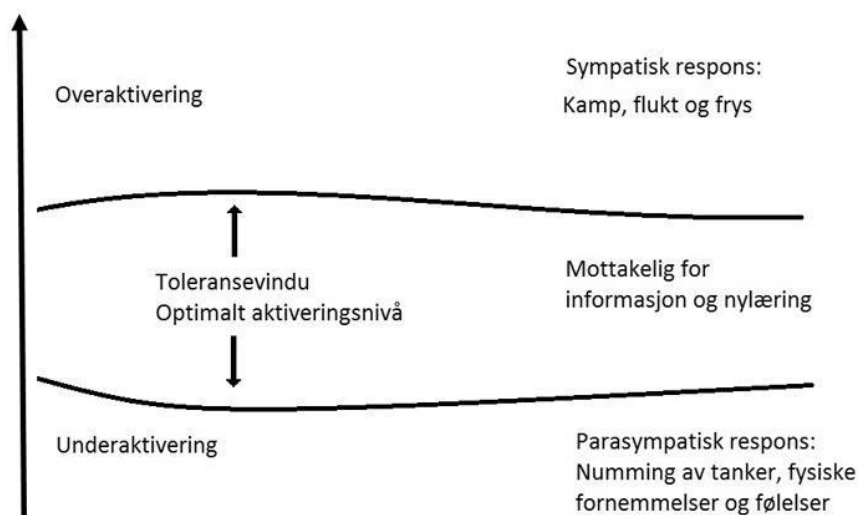 Overaktivering
Sympatisk respons:
Kamp, flukt og frys
Toleransevindu
Optimalt aktiveringsnivå
Mottakelig for
informasjon og nylæring
Underaktivering
Parasympatisk respons:
Numming av tanker, fysiske
fornemmelser og følelser